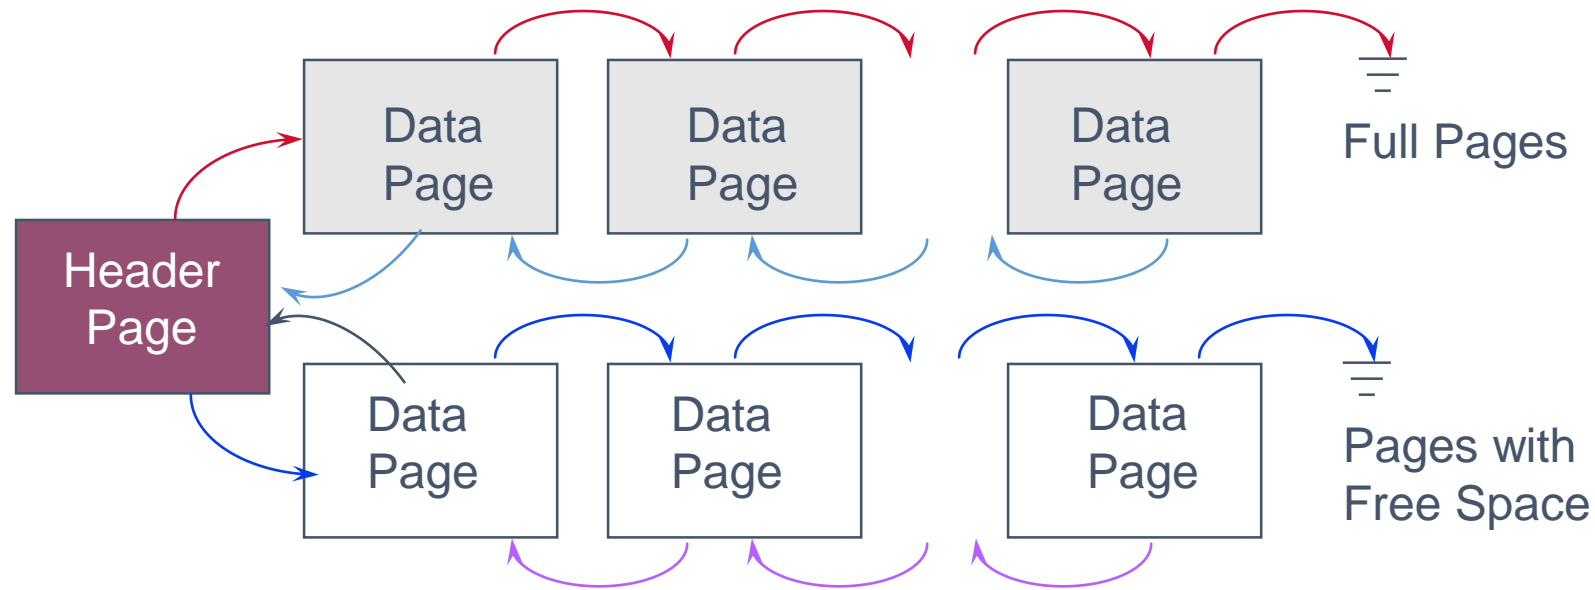 Data
Page
Data
Page
Data
Page
Full Pages
Header
Page
Data
Page
Data
Page
Data
Page
Pages with
Free Space